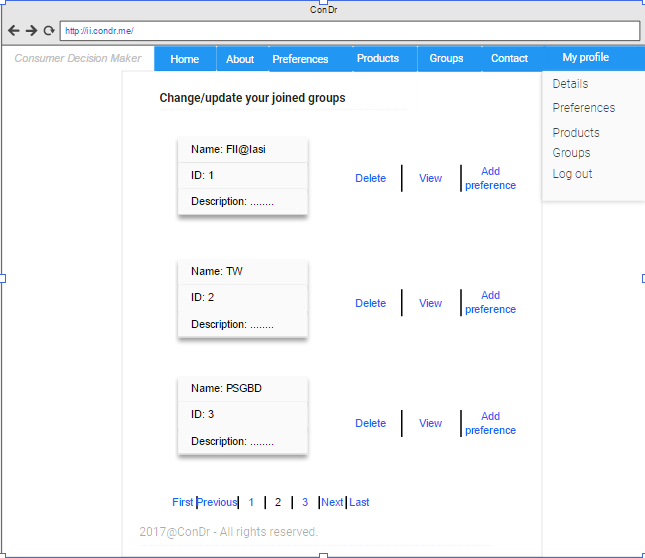 ConDr
http://ii.condr.me/
Consumer Decision Maker Home About Preferences Products Groups Contact My profile
Details
Preferences
Products
Groups
Log out
Change/update your joined groups
Name: FII@Iasi
ID: 1
Description: ........
Delete View Add
preference
Name: TW
ID: 2
Description: ........
Delete View Add
preference
Name: PSGBD
ID: 3
Description: ........
Delete View Add
preference
First Previous 1 2 3 Next Last
2017@ConDr - All rights reserved.